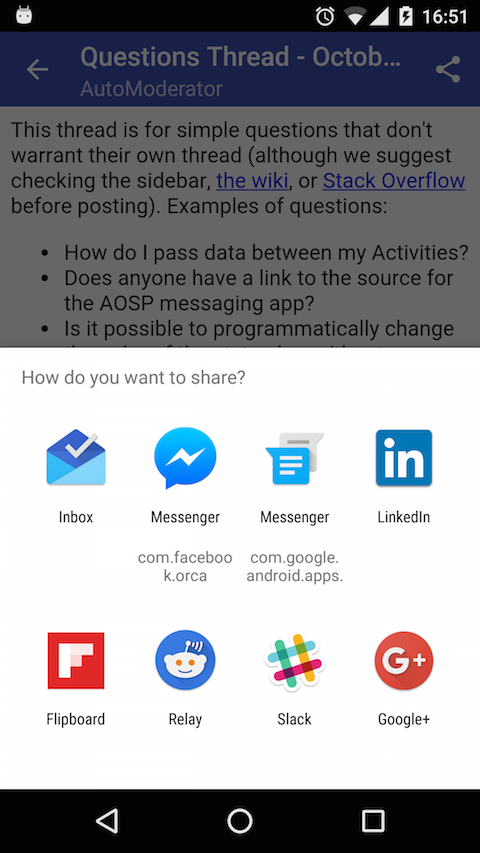 16:51
Questions Thread - Octob...
AutoModerator
This thread is for simple questions that don't
warrant their own thread (although we suggest
checking the sidebar, the wiki, or Stack Overflow
before posting). Examples of questions:
• How do I pass data between my Activities?
• Does anyone have a link to the source for
the AOSP messaging app?
• Is it possible to programmatically change
How do you want to share?
Inbox
Messenger
Messenger
LinkedIn
com.faceboo
k.orca
com.google.
android.apps.
Flipboard
Relay
Slack
Google+